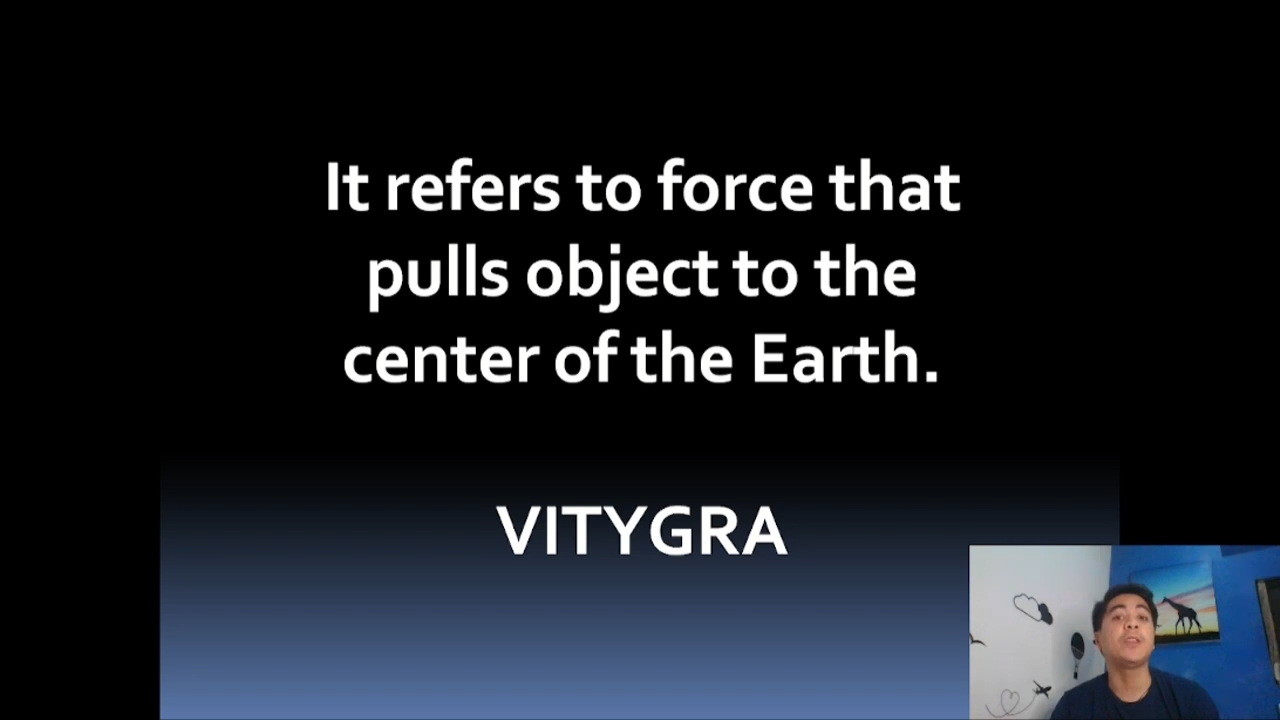 It refers to force that
pulls object to the
center of the Earth.
VITYGRA